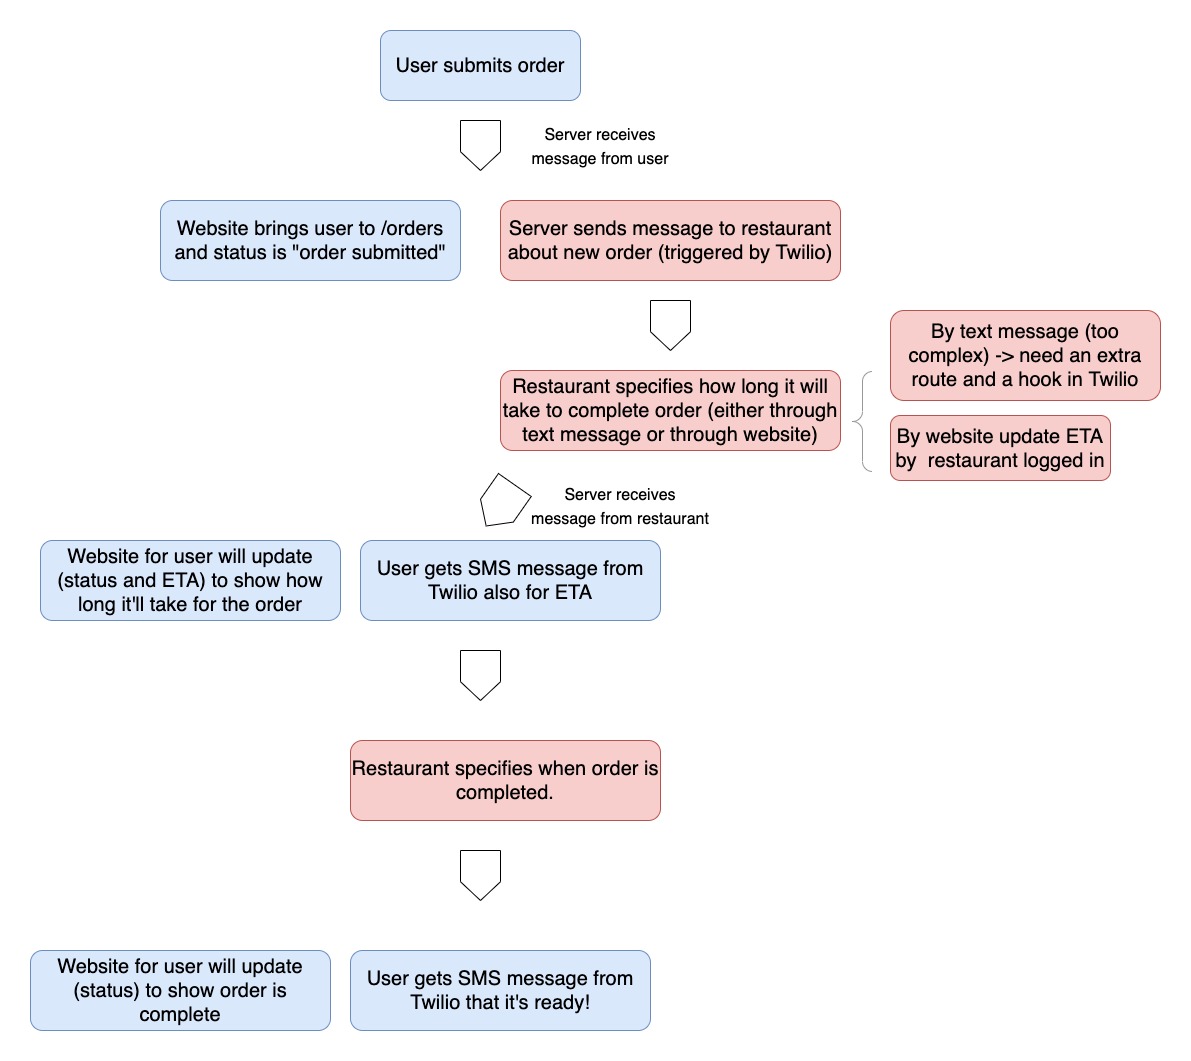 User submits order
Server receives
message from user
Website brings user to /orders
and status is "order submitted"
Server sends message to restaurant
about new order (triggered by Twilio)
By text message (too
complex) -> need an extra
route and a hook in Twilio
Restaurant specifies how long it will
take to complete order (either through
text message or through website)
By website update ETA
by restaurant logged in
Server receives
message from restaurant
Website for user will update
(status and ETA) to show how
long it'll take for the order
User gets SMS message from
Twilio also for ETA
Restaurant specifies when order is
completed.
Website for user will update
(status) to show order is
complete
User gets SMS message from
Twilio that it's ready!